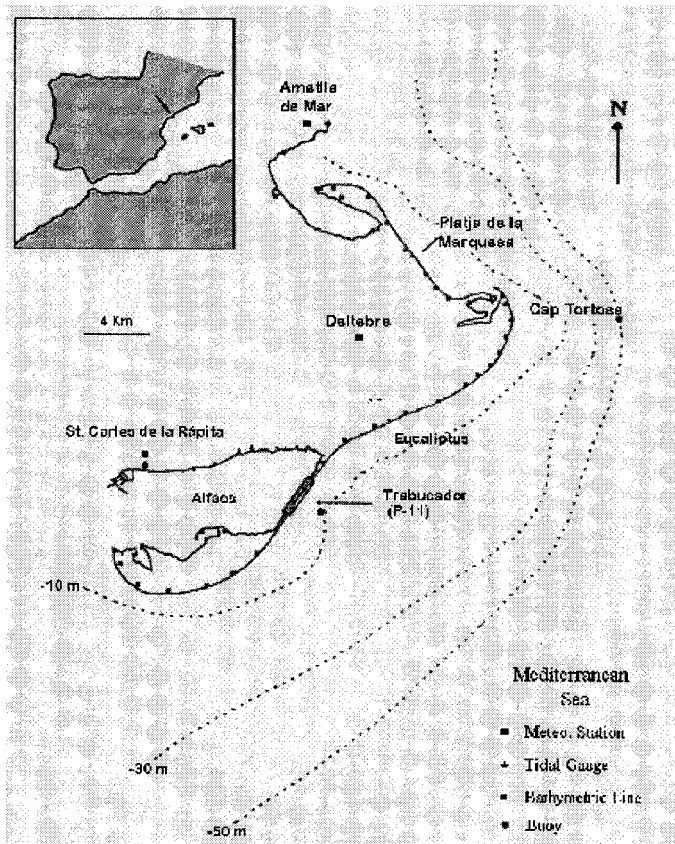 Ametlla
de Mar
N
Platja de la
Marquesa
4 Km
Deltebre
Cap Tortosa
St. Carles de la Ràpita
Eucaliptus
Alfacs
Trabucador
(P-11)
-10 m
Mediterranean
Sea
Meteo. Station
Tidal Gauge
-30 m
Bathymetric Line
Buoy
-50 m